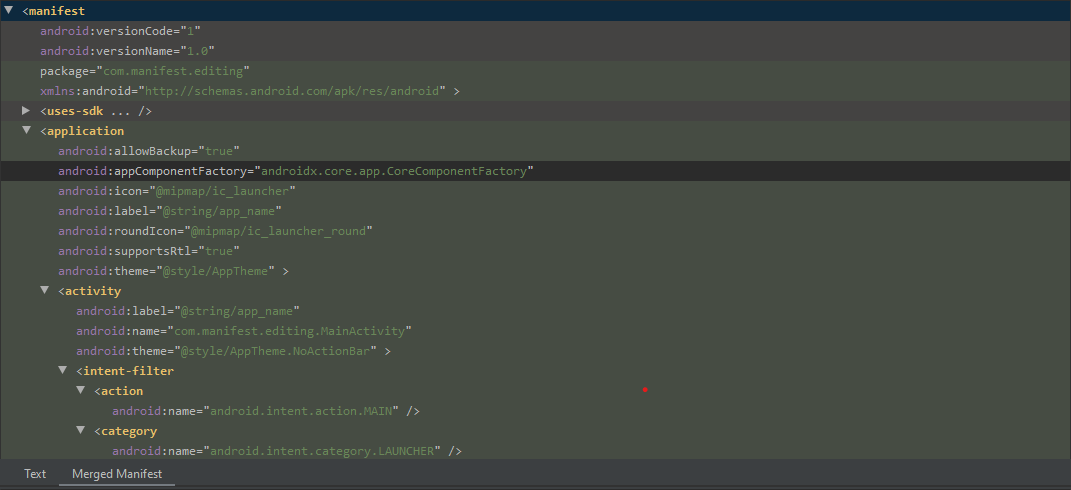 <manifest
android:versionCode="1"
android:versionName="1.0"
package="com.manifest.editing"
xmlns:android="http://schemas.android.com/apk/res/android" >
<uses-sdk ... />
<application
android:allowBackup="true"
android:appComponentFactory="androidx.core.app.CoreComponentFactory"
android:icon="@mipmap/ic_launcher"
android:label="@string/app_name"
android:roundIcon="@mipmap/ic_launcher_round"
android:supportsRtl="true"
android:theme="@style/AppTheme" >
<activity
android:label="@string/app_name"
android:name="com.manifest.editing.MainActivity"
android:theme="@style/AppTheme.NoActionBar" >
<intent-filter
<action
android:name="android.intent.action.MAIN" />
<category
android:name="android.intent.category.LAUNCHER" />
Text Merged Manifest